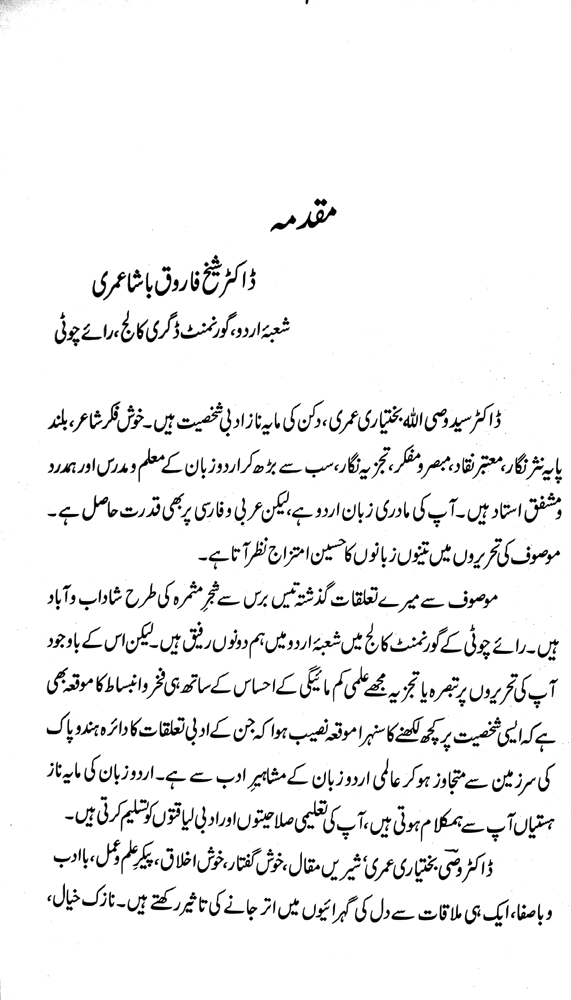 مقدمہ
ڈاکٹر شیخ فاروق باشا عمری
شعبۂ اردو، گورنمنٹ ڈگری کالج، رائے چوٹی
ڈاکٹر سید وصی اللہ بختیاری عمری، دکن کی مایہ ناز ادبی شخصیت ہیں۔ خوش فکر شاعر، بلند
پایہ نثر نگار، معتبر نقاد، مبصر و مفکر، تجزیہ نگار، سب سے بڑھ کر اردو زبان کے معلم و مدرس اور ہمدرد
و مشفق استاد ہیں۔ آپ کی مادری زبان اردو ہے، لیکن عربی و فارسی پر بھی قدرت حاصل ہے۔
موصوف کی تحریروں میں تینوں زبانوں کا حسین امتزاج نظر آتا ہے۔
موصوف سے میرے تعلقات گذشتہ تیس برس سے شجرِ مثمرہ کی طرح شاداب و آباد
ہیں۔ رائے چوٹی کے گورنمنٹ کالج میں شعبۂ اردو میں ہم دونوں رفیق ہیں۔ لیکن اس کے باوجود
آپ کی تحریروں پر تبصرہ یا تجزیہ مجھے علمی کم مائیگی کے احساس کے ساتھ ہی فخر و انبساط کا موقعہ بھی
ہے کہ ایسی شخصیت پر کچھ لکھنے کا سنہرا موقعہ نصیب ہوا کہ جن کے ادبی تعلقات کا دائرہ ہند و پاک
کی سرزمین سے متجاوز ہو کر عالمی اردو زبان کے مشاہیرِ ادب سے ہے۔ اردو زبان کی مایہ ناز
ہستیاں آپ سے ہمکلام ہوتی ہیں، آپ کی تعلیمی صلاحیتوں اور ادبی لیاقتوں کو تسلیم کرتی ہیں۔
ڈاکٹر وصیؔ بختیاری عمری، شیریں مقال، خوش گفتار، خوش اخلاق، پیکرِ علم و عمل، با ادب
و با صفا، ایک ہی ملاقات سے دل کی گہرائیوں میں اتر جانے کی تاثیر رکھتے ہیں۔ نازک خیال،